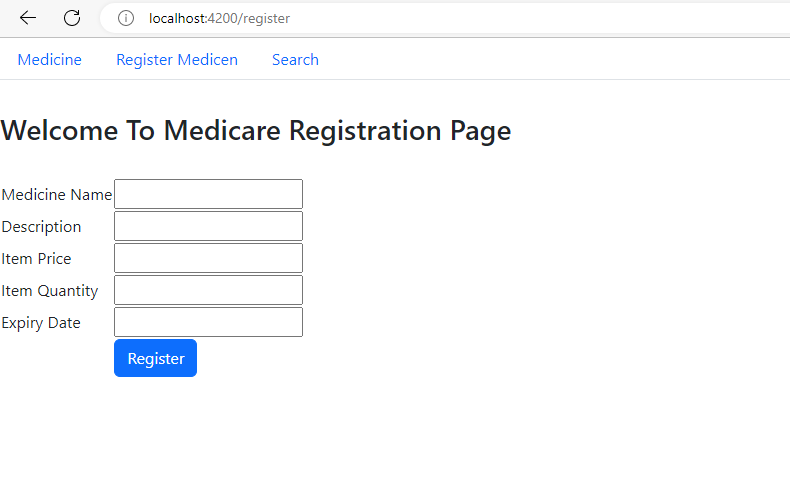 localhost:4200/register
Medicine Register Medicen Search
Welcome To Medicare Registration Page
Medicine Name
Description
Item Price
Item Quantity
Expiry Date
Register